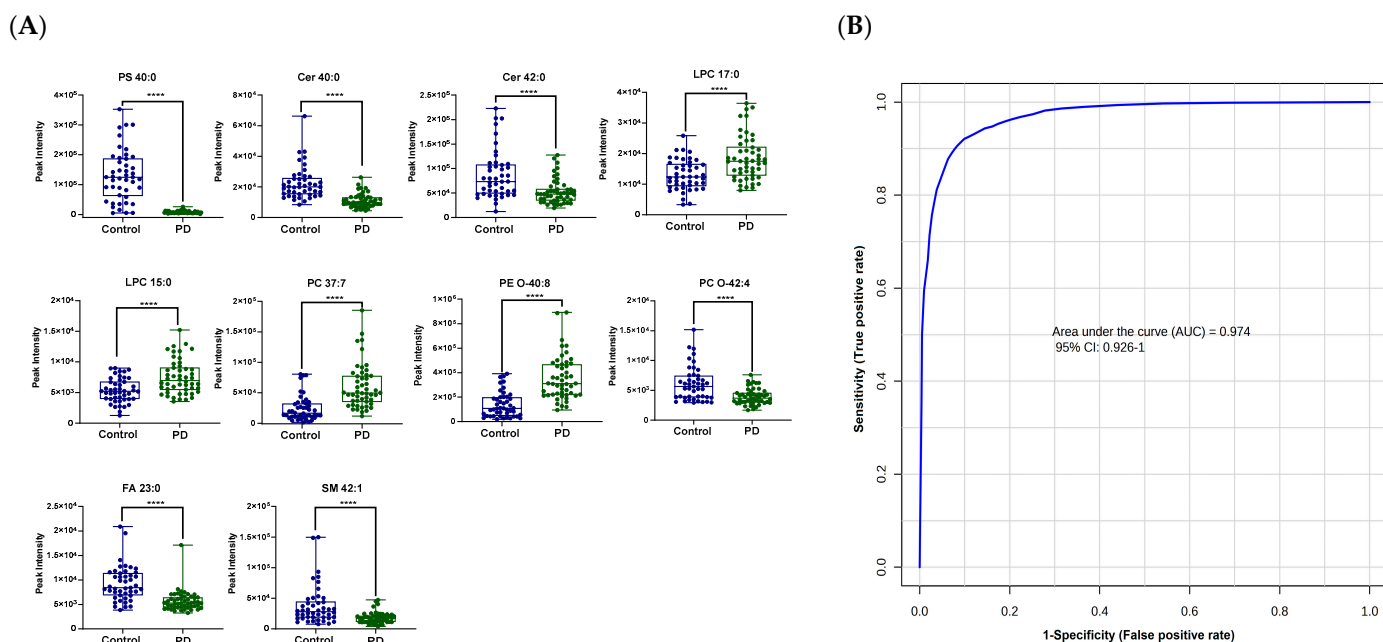 (A)
(B)
PS 40:0
Cer 40:0
Cer 42:0
LPC 17:0
Peak Intensity
4×10⁵
3×10⁵
2×10⁵
1×10⁵
0
****
Control PD
Peak Intensity
8×10⁴
6×10⁴
4×10⁴
2×10⁴
0
****
Control PD
Peak Intensity
2.5×10⁵
2×10⁵
1.5×10⁵
1×10⁵
5×10⁴
0
****
Control PD
Peak Intensity
4×10⁴
3×10⁴
2×10⁴
1×10⁴
0
****
Control PD
LPC 15:0
PC 37:7
PE O-40:8
PC O-42:4
Peak Intensity
2×10⁴
1.5×10⁴
1×10⁴
5×10³
0
****
Control PD
Peak Intensity
2×10⁵
1.5×10⁵
1×10⁵
5×10⁴
0
****
Control PD
Peak Intensity
1×10⁶
8×10⁵
6×10⁵
4×10⁵
2×10⁵
0
****
Control PD
Peak Intensity
2×10⁴
1.5×10⁴
1×10⁴
5×10³
0
****
Control PD
FA 23:0
SM 42:1
Peak Intensity
2.5×10⁴
2×10⁴
1.5×10⁴
1×10⁴
5×10³
0
****
Control PD
Peak Intensity
2×10⁵
1.5×10⁵
1×10⁵
5×10⁴
0
****
Control PD
Sensitivity (True positive rate)
1.0
0.8
0.6
0.4
0.2
0.0
Area under the curve (AUC) = 0.974
95% CI: 0.926-1
0.0 0.2 0.4 0.6 0.8 1.0
1-Specificity (False positive rate)